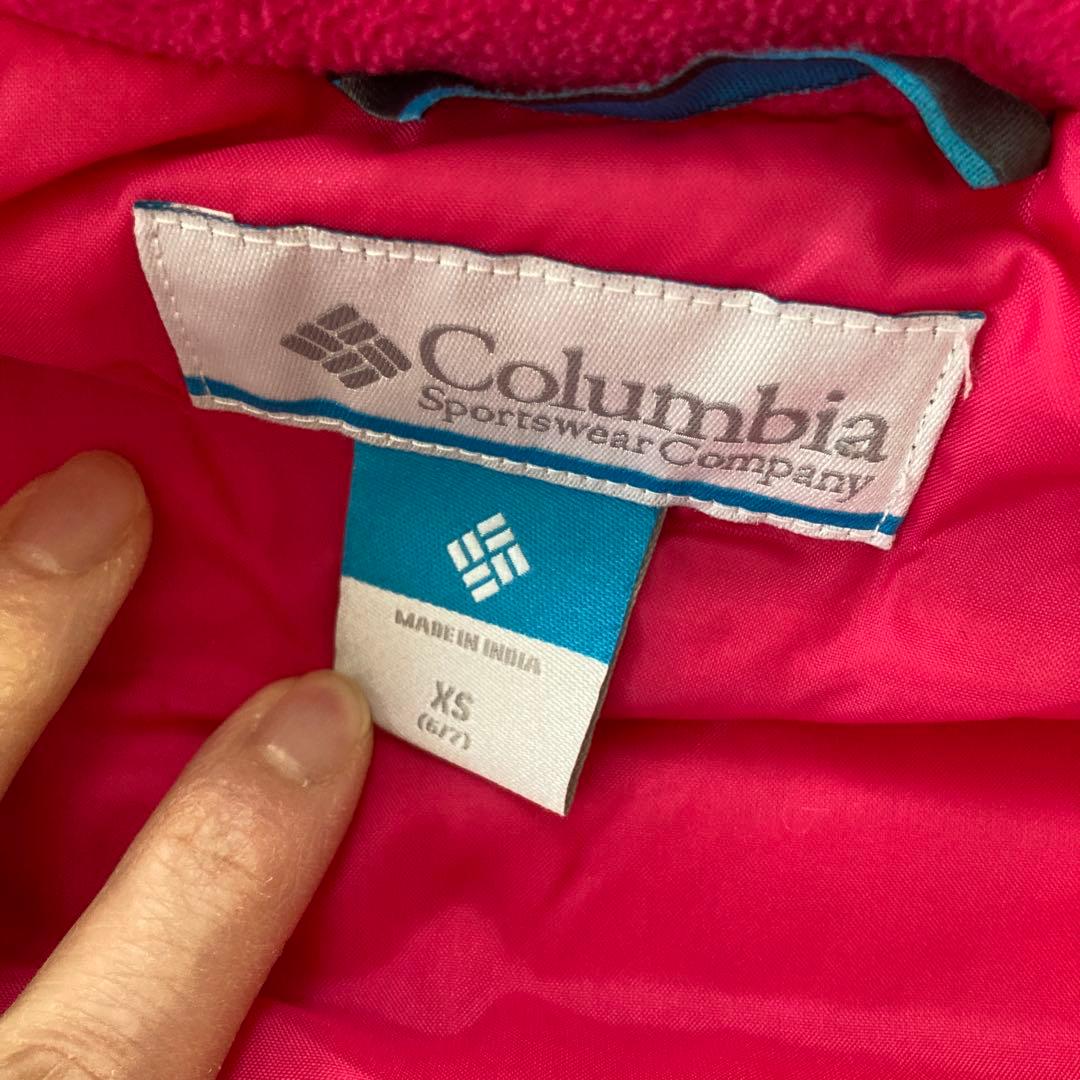 Columbia
Sportswear Company
MADE IN INDIA
XS
(6/7)